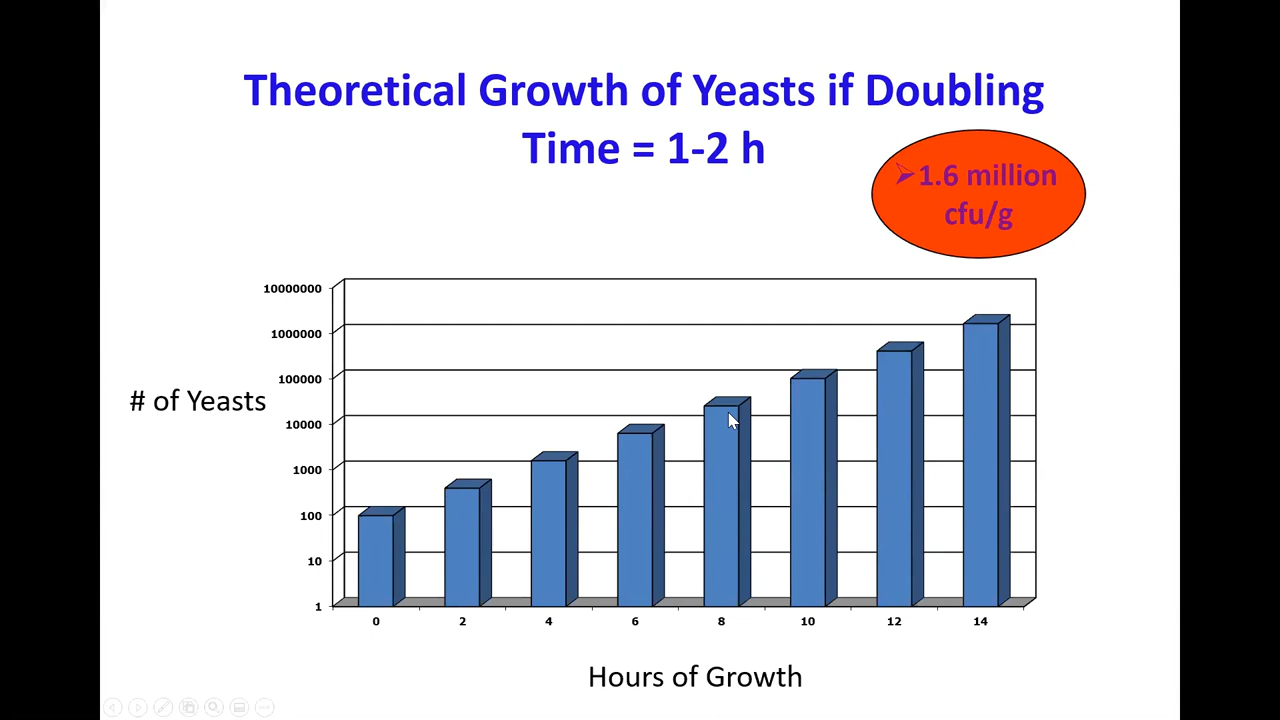 Theoretical Growth of Yeasts if Doubling
Time = 1-2 h
➢1.6 million
cfu/g
10000000
1000000
100000
10000
1000
100
10
1
# of Yeasts
0 2 4 6 8 10 12 14
Hours of Growth